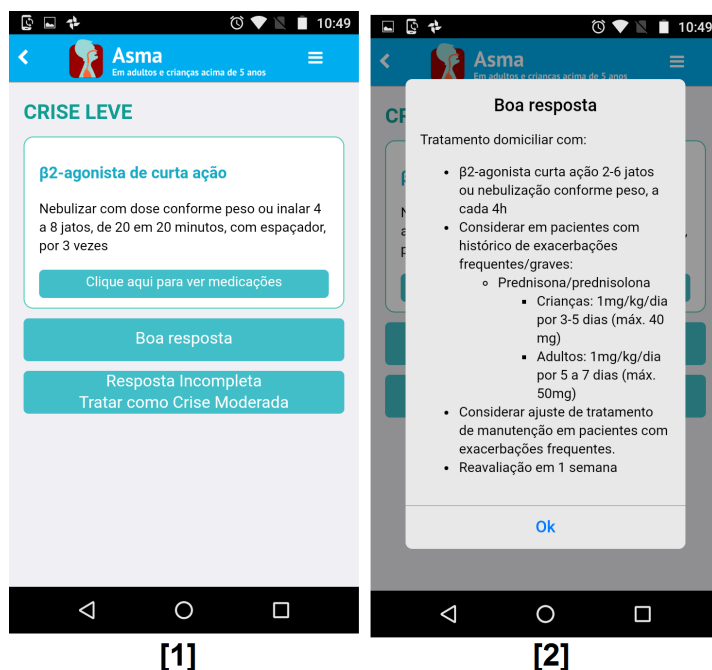 10:49
Asma
Em adultos e crianças acima de 5 anos
CRISE LEVE
β2-agonista de curta ação
Nebulizar com dose conforme peso ou inalar 4
a 8 jatos, de 20 em 20 minutos, com espaçador,
por 3 vezes
Clique aqui para ver medicações
Boa resposta
Resposta Incompleta
Tratar como Crise Moderada
[1]
10:49
Asma
Em adultos e crianças acima de 5 anos
Boa resposta
Tratamento domiciliar com:
• β2-agonista curta ação 2-6 jatos
ou nebulização conforme peso, a
cada 4h
• Considerar em pacientes com
histórico de exacerbações
frequentes/graves:
◦ Prednisona/prednisolona
▪ Crianças: 1mg/kg/dia
por 3-5 dias (máx. 40
mg)
▪ Adultos: 1mg/kg/dia
por 5 a 7 dias (máx.
50mg)
• Considerar ajuste de tratamento
de manutenção em pacientes com
exacerbações frequentes.
• Reavaliação em 1 semana
Ok
[2]